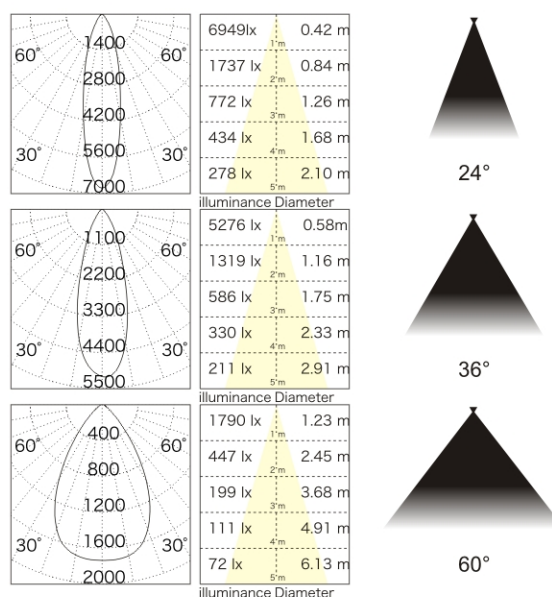 1400
60°
60°
2800
4200
30°
5600
30°
7000
6949lx 0.42 m
1'm
1737 lx 0.84 m
2'm
772 lx 1.26 m
3'm
434 lx 1.68 m
4'm
278 lx 2.10 m
5'm
illuminance Diameter
24°
1100
60°
60°
2200
3300
30°
4400
30°
5500
5276 lx 0.58m
1'm
1319 lx 1.16 m
2'm
586 lx 1.75 m
3'm
330 lx 2.33 m
4'm
211 lx 2.91 m
5'm
illuminance Diameter
36°
400
60°
60°
800
1200
30°
1600
30°
2000
1790 lx 1.23 m
1'm
447 lx 2.45 m
2'm
199 lx 3.68 m
3'm
111 lx 4.91 m
4'm
72 lx 6.13 m
5'm
illuminance Diameter
60°